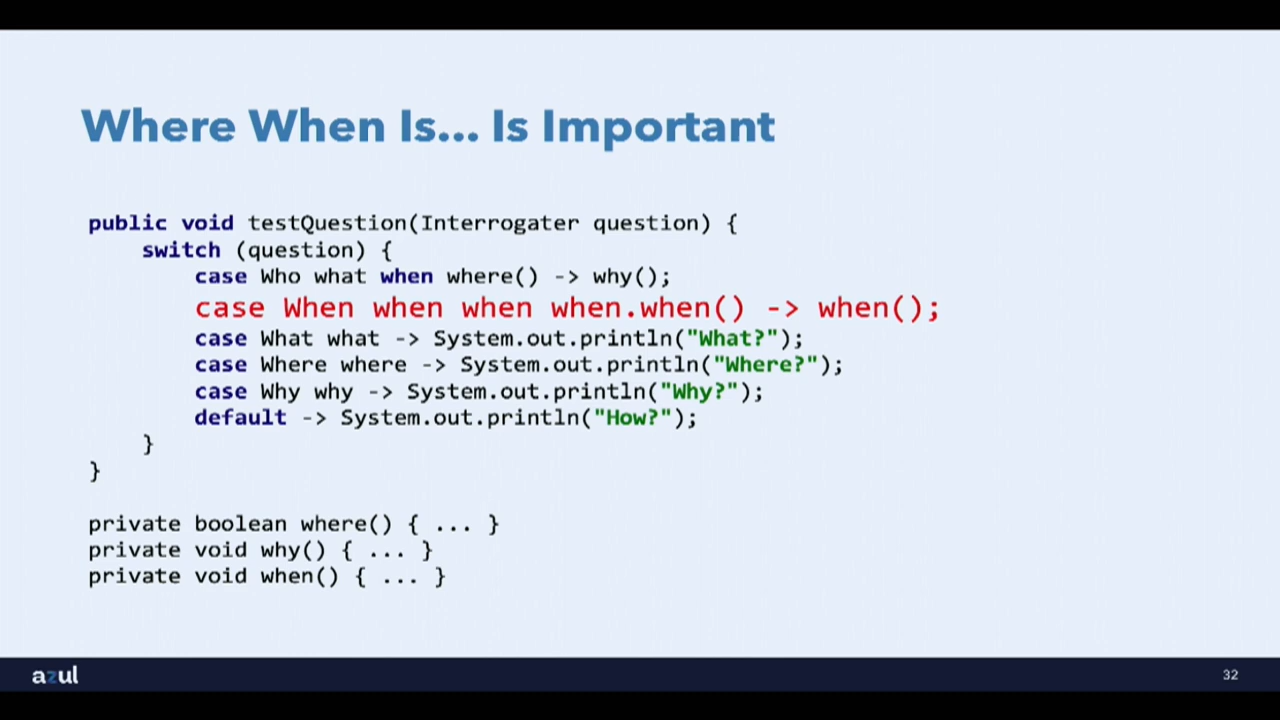 Where When Is... Is Important
public void testQuestion(Interrogater question) {
    switch (question) {
        case Who what when where() -> why();
        case When when when when.when() -> when();
        case What what -> System.out.println("What?");
        case Where where -> System.out.println("Where?");
        case Why why -> System.out.println("Why?");
        default -> System.out.println("How?");
    }
}
private boolean where() { ... }
private void why() { ... }
private void when() { ... }
azul
32